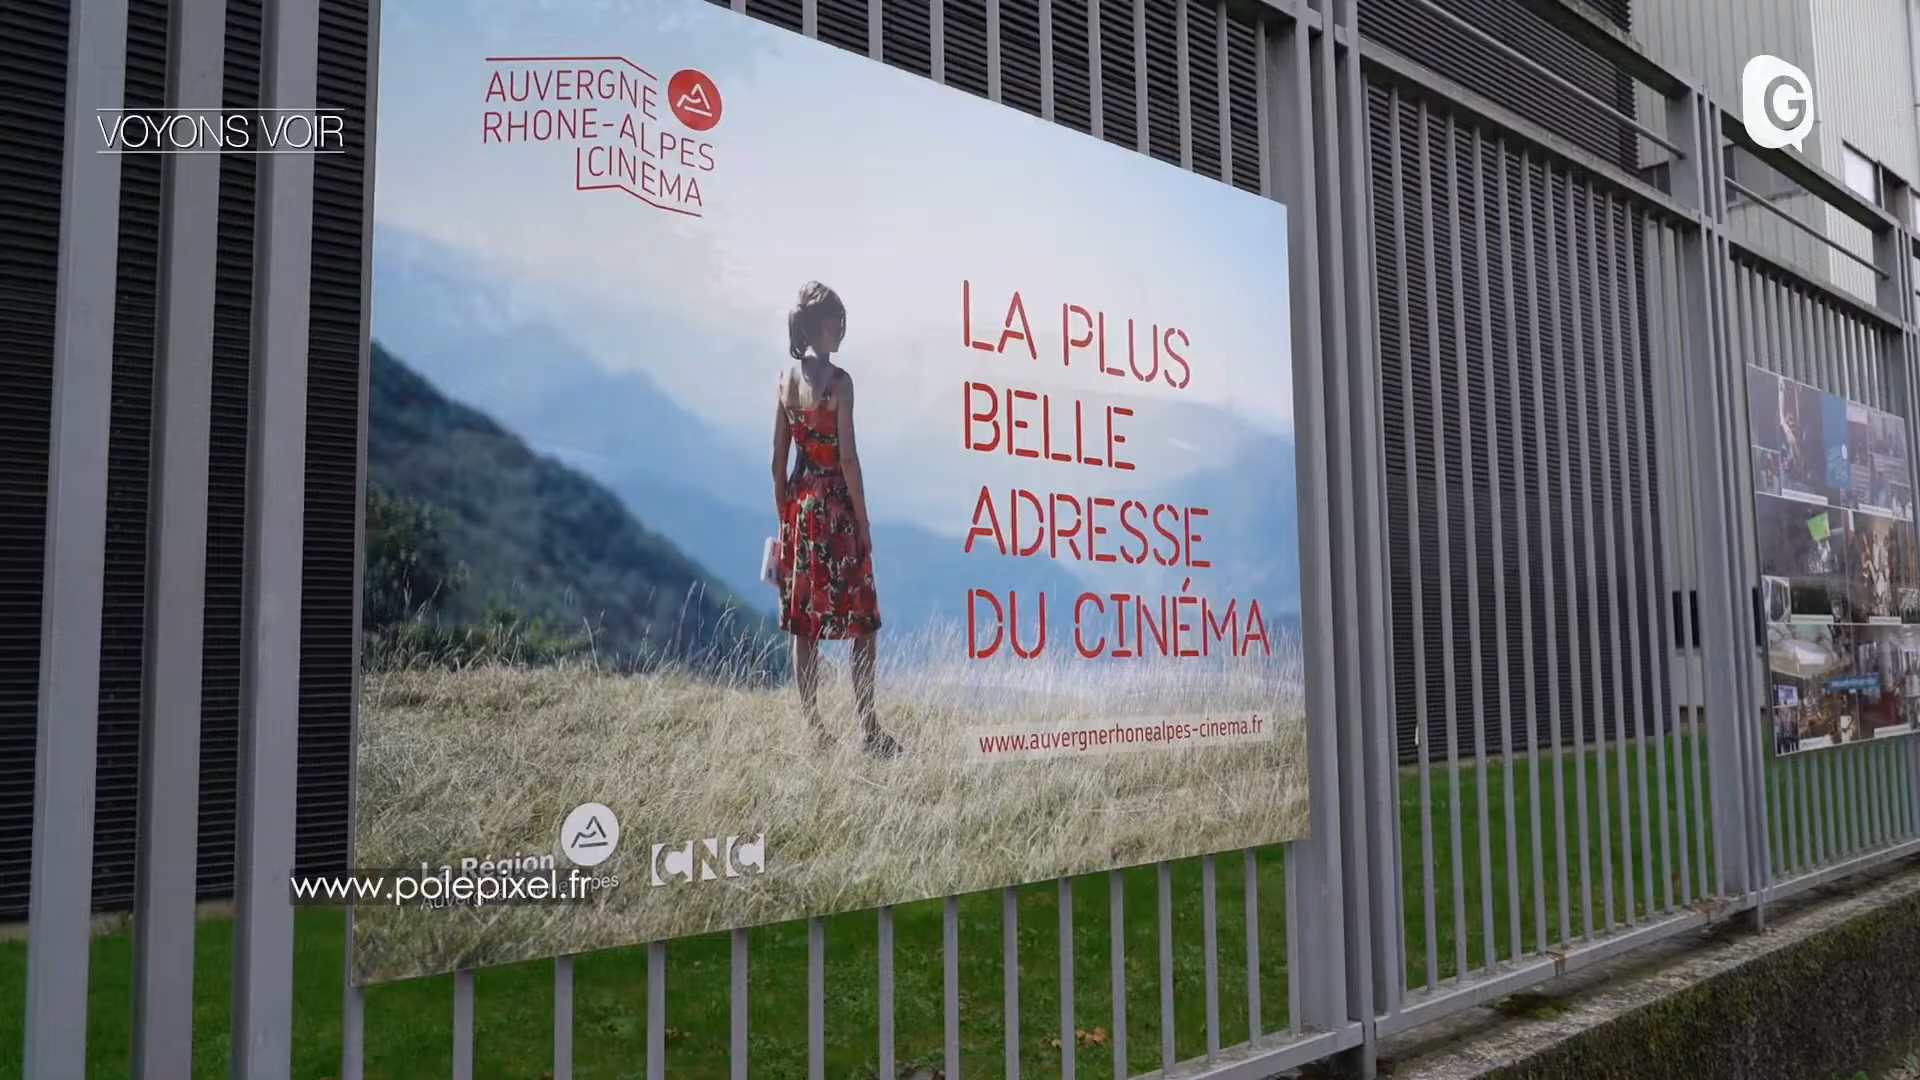 VOYONS VOIR
G
AUVERGNE
RHONE-ALPES
CINEMA
LA PLUS
BELLE
ADRESSE
DU CINÉMA
www.auvergnerhonealpes-cinema.fr
La Région
CNC
www.polepixel.fr